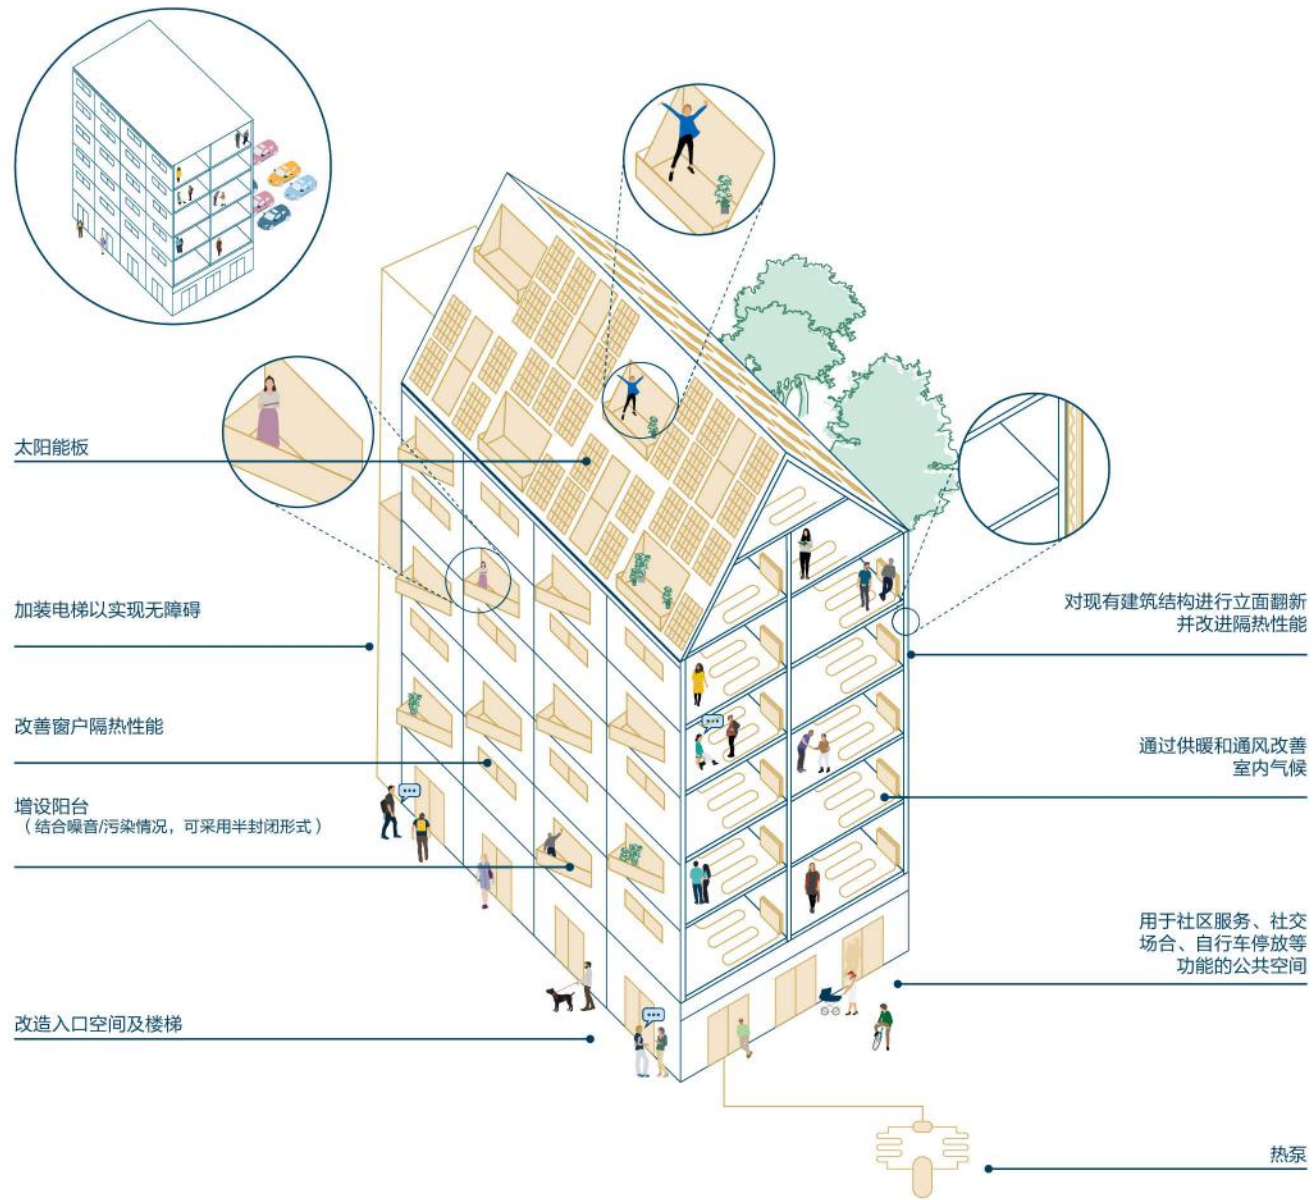 太阳能板
加装电梯以实现无障碍
改善窗户隔热性能
增设阳台
（结合噪音/污染情况，可采用半封闭形式）
改造入口空间及楼梯
对现有建筑结构进行立面翻新
并改进隔热性能
通过供暖和通风改善
室内气候
用于社区服务、社交
场合、自行车停放等
功能的公共空间
热泵